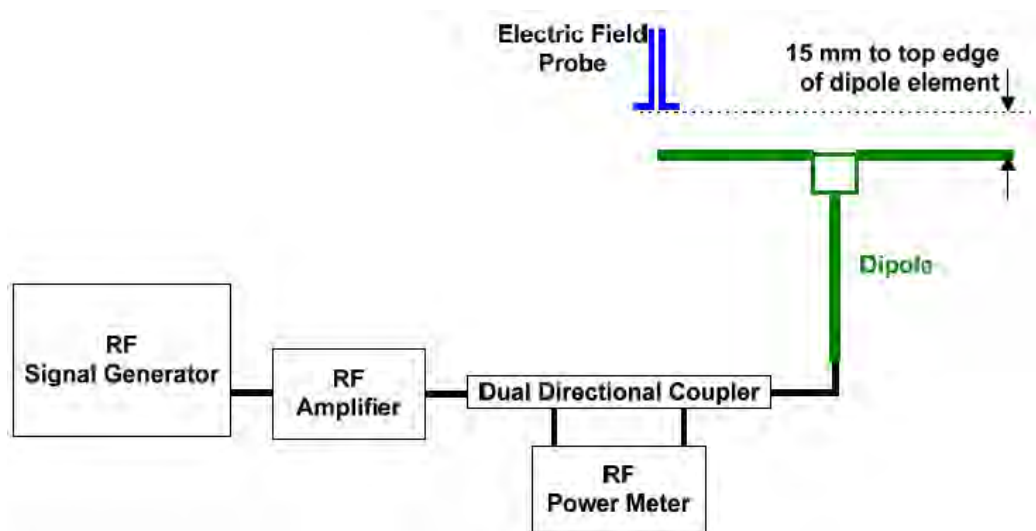 Electric Field
Probe
15 mm to top edge
of dipole element
Dipole
RF
Signal Generator
RF
Amplifier
Dual Directional Coupler
RF
Power Meter